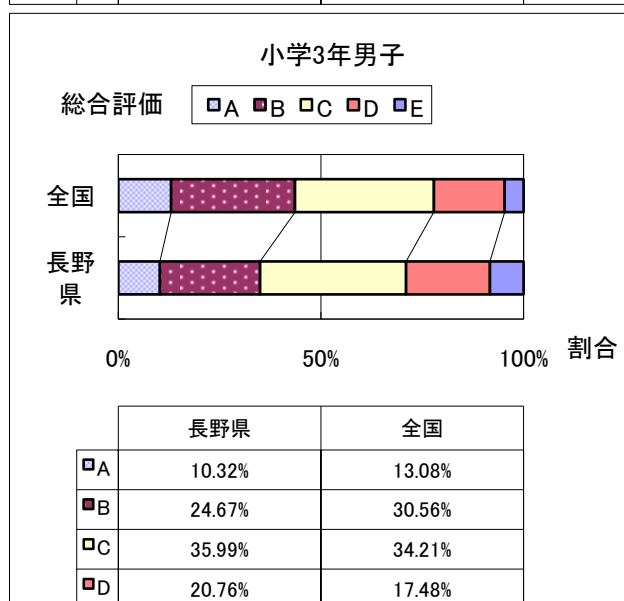 小学3年男子
総合評価 A B C D E
全国
長野
県
0% 50% 100% 割合
長野県 全国
A 10.32% 13.08%
B 24.67% 30.56%
C 35.99% 34.21%
D 20.76% 17.48%